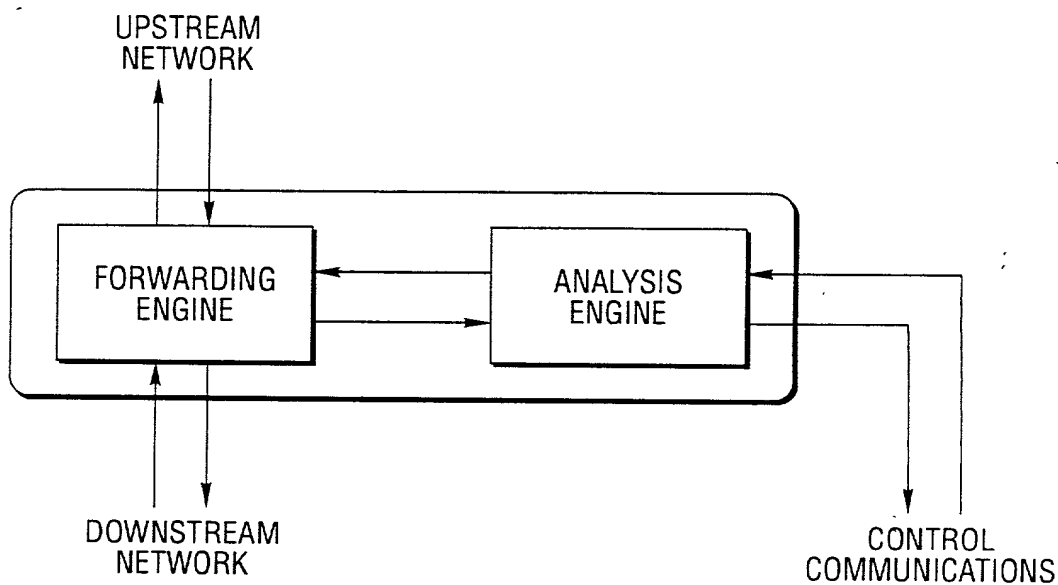 UPSTREAM
NETWORK
FORWARDING
ENGINE
ANALYSIS
ENGINE
DOWNSTREAM
NETWORK
CONTROL
COMMUNICATIONS